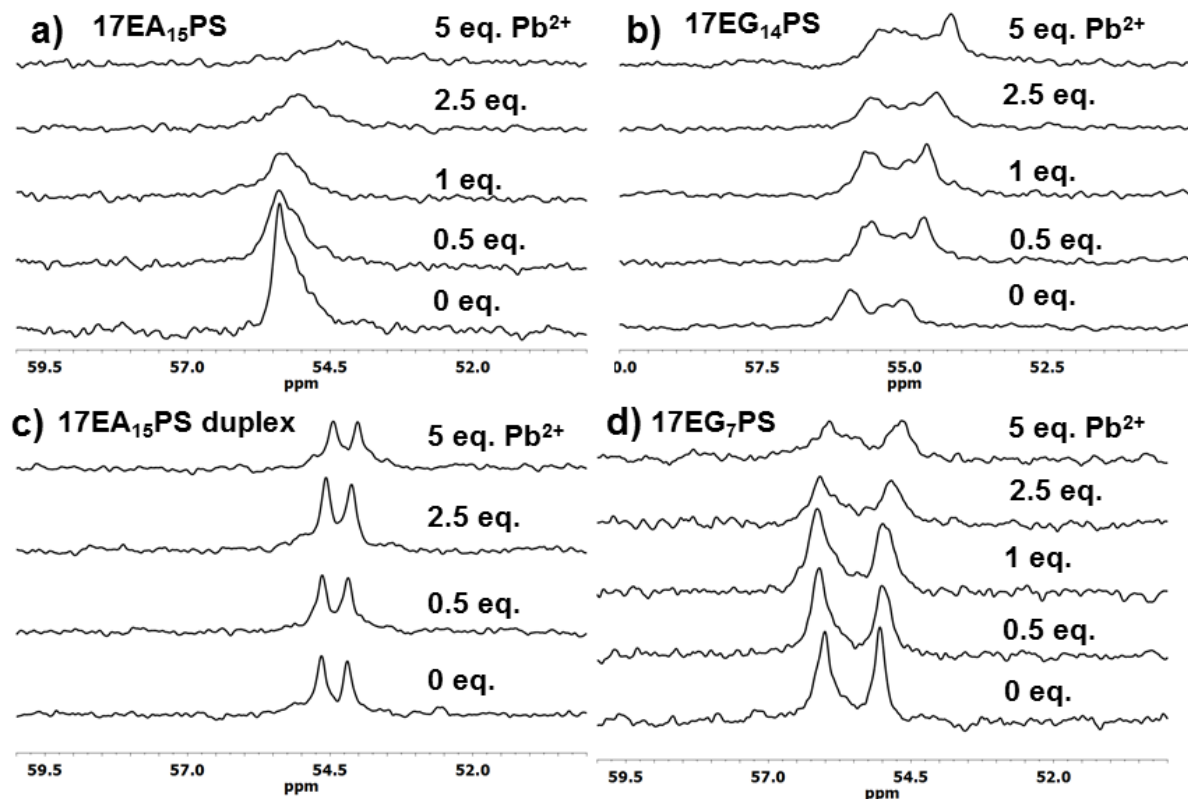 a) 17EA₁₅PS
5 eq. Pb²⁺
2.5 eq.
1 eq.
0.5 eq.
0 eq.
59.5 57.0 54.5 52.0
ppm
b) 17EG₁₄PS
5 eq. Pb²⁺
2.5 eq.
1 eq.
0.5 eq.
0 eq.
0.0 57.5 55.0 52.5
ppm
c) 17EA₁₅PS duplex
5 eq. Pb²⁺
2.5 eq.
0.5 eq.
0 eq.
59.5 57.0 54.5 52.0
ppm
d) 17EG₇PS
5 eq. Pb²⁺
2.5 eq.
1 eq.
0.5 eq.
0 eq.
59.5 57.0 54.5 52.0
ppm